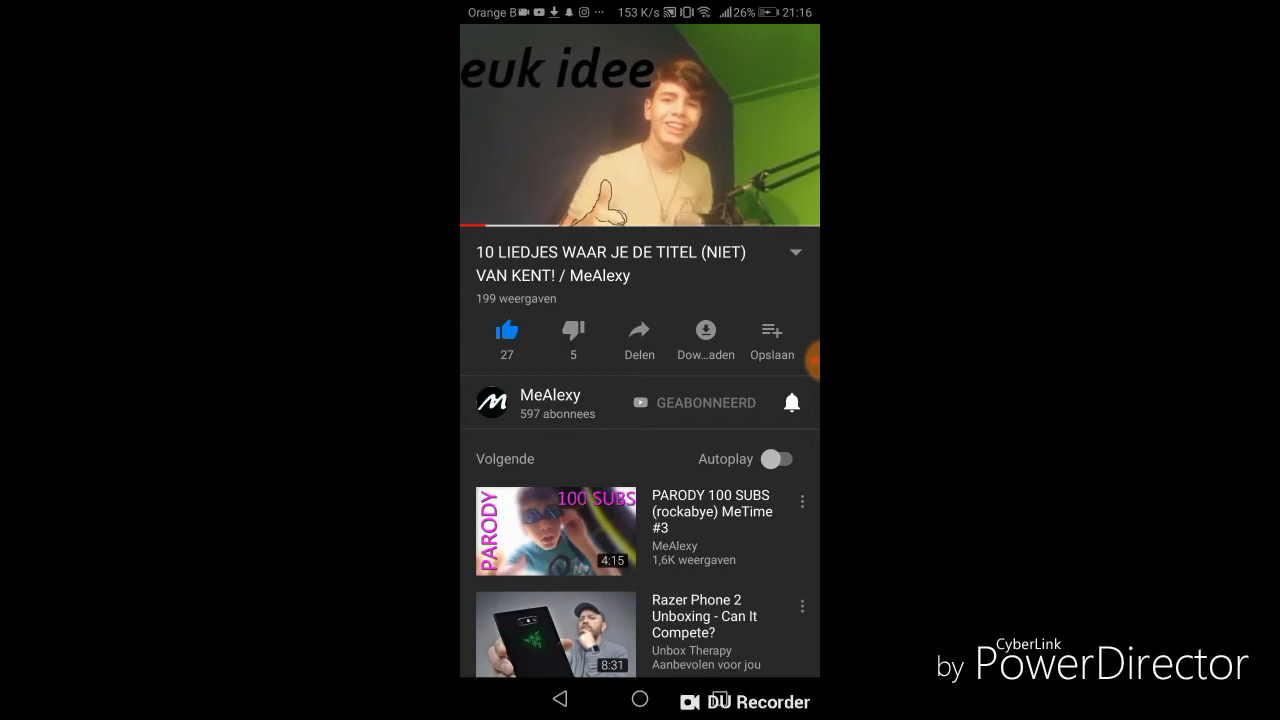 Orange B ... 153 K/s 26% 21:16
euk idee
10 LIEDJES WAAR JE DE TITEL (NIET)
VAN KENT! / MeAlexy
199 weergaven
27 5 Delen Dow...aden Opslaan
MeAlexy
597 abonnees
GEABONNEERD
Volgende
Autoplay
PARODY
100 SUBS
4:15
PARODY 100 SUBS
(rockabye) MeTime
#3
MeAlexy
1,6K weergaven
8:31
Razer Phone 2
Unboxing - Can It
Compete?
Unbox Therapy
Aanbevolen voor jou
DU Recorder
CyberLink
by PowerDirector